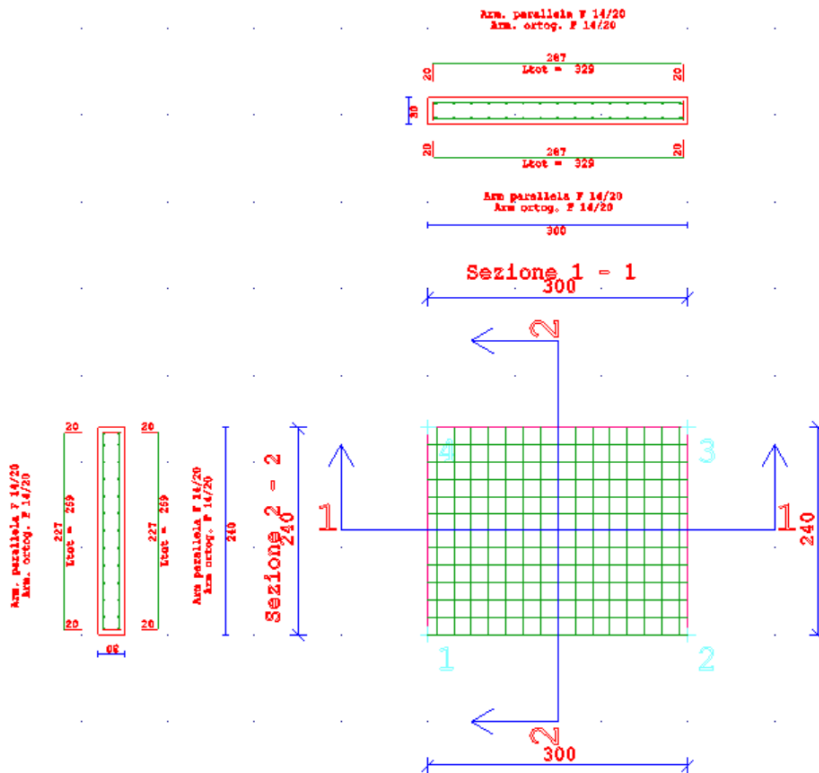 Arm. parallela F 14/20
Arm. ortog. F 14/20
287
20
20
Ltot = 329
30
20
20
287
Ltot = 329
Arm parallela F 14/20
Arm ortog. F 14/20
300
Sezione 1 - 1
300
2
4
3
1
1
240
240
1
2
2
300
Sezione 2 - 2
20
20
227
Ltot = 269
227
Ltot = 269
20
20
Arm. parallela F 14/20
Arm. ortog. F 14/20
Arm parallela F 14/20
Arm ortog. F 14/20
240
30